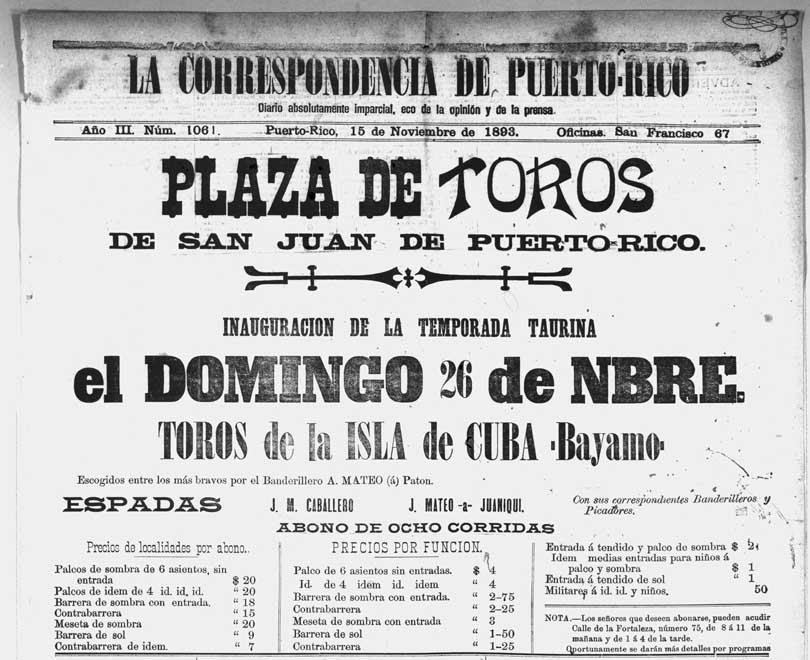 LA CORRESPONDENCIA DE PUERTO-RICO
Diario absolutamente imparcial, eco de la opinión y de la prensa.
Año III. Núm. 1061. Puerto-Rico, 15 de Noviembre de 1893. Oficinas. San Francisco 67
PLAZA DE TOROS
DE SAN JUAN DE PUERTO-RICO.
INAUGURACION DE LA TEMPORADA TAURINA
el DOMINGO 26 de NBRE.
TOROS de la ISLA de CUBA -Bayamo-
Escogidos entre los más bravos por el Banderillero A. MATEO (á) Paton.
ESPADAS J. M. CABALLERO J. MATEO -a- JUANIQUI. Con sus correspondientes Banderilleros y
Picadores.
ABONO DE OCHO CORRIDAS
Precios de localidades por abono..
Palcos de sombra de 6 asientos, sin
entrada $ 20
Palcos de idem de 4 id. id. id. “ 20
Barrera de sombra con entrada. “ 18
Contrabarrera “ 15
Meseta de sombra “ 20
Barrera de sol “ 9
Contrabarrera de idem. “ 7
PRECIOS POR FUNCION.
Palco de 6 asientos sin entradas. $ 4
Id. de 4 idem id. idem “ 4
Barrera de sombra con entrada. “ 2-75
Contrabarrera “ 2-25
Meseta de sombra con entrada “ 3
Barrera de sol “ 1-50
Contrabarrera “ 1-25
Entrada á tendido y palco de sombra $
Idem medias entradas para niños á
palco y sombra $ 1
Entrada á tendido de sol “ 1
Militares á id. id. y niños. 50
NOTA.—Los señores que deseen abonarse, pueden acudir
Calle de la Fortaleza, número 75, de 8 á 11 de la
mañana y de 1 á 4 de la tarde.
Oportunamente se darán más detalles por programas